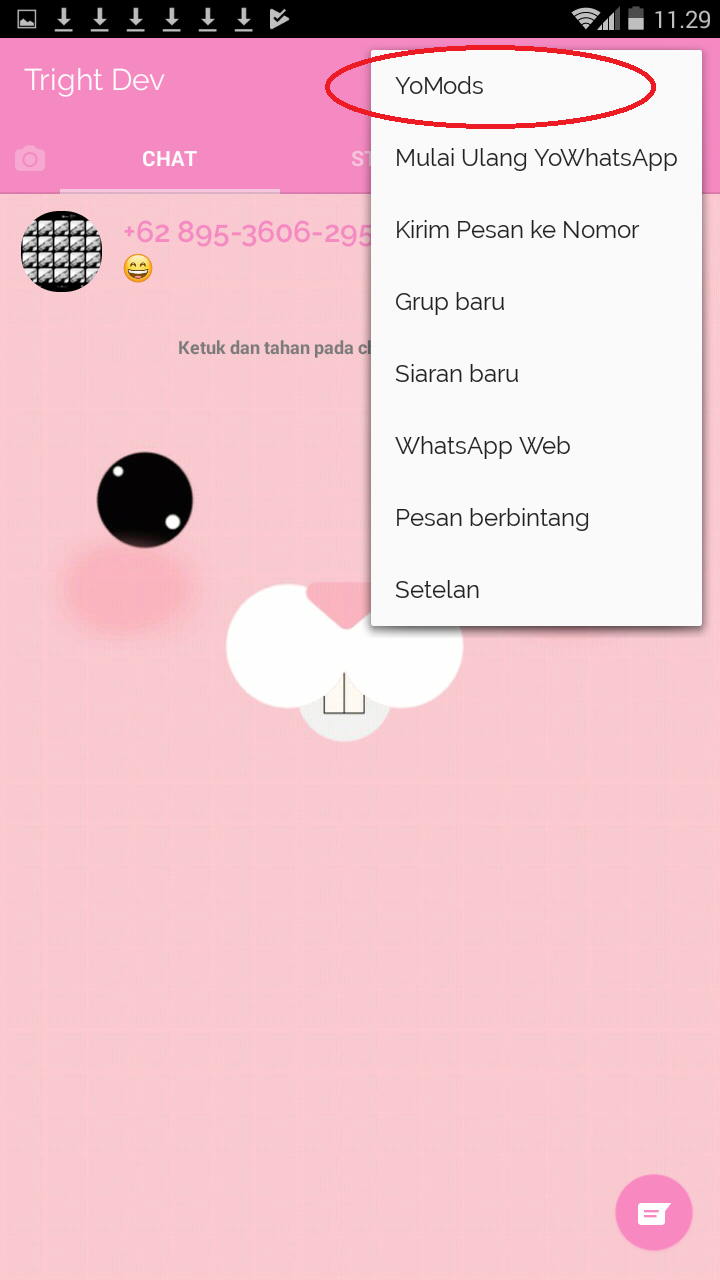 11.29
Tright Dev
YoMods
Mulai Ulang YoWhatsApp
Kirim Pesan ke Nomor
Grup baru
Siaran baru
WhatsApp Web
Pesan berbintang
Setelan
CHAT
ST
+62 895-3606-295
Ketuk dan tahan pada